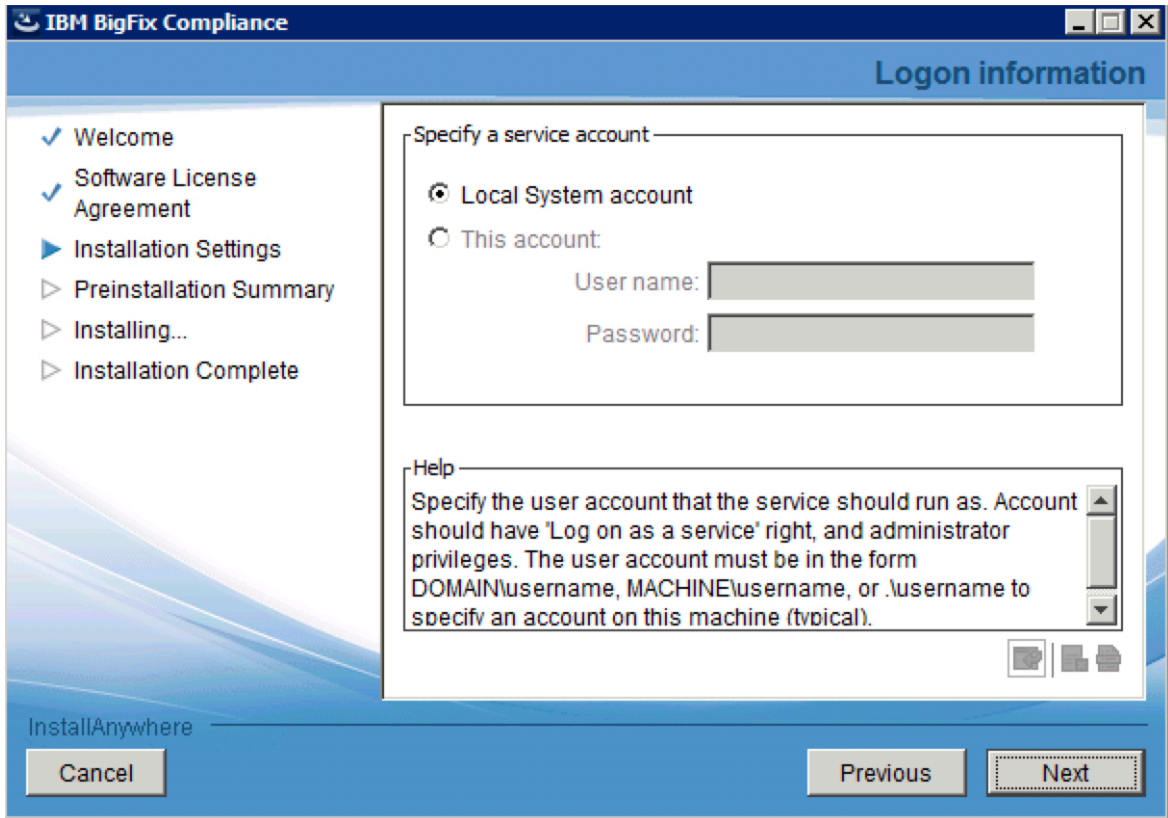 IBM BigFix Compliance
Logon information
Welcome
Software License
Agreement
Installation Settings
Preinstallation Summary
Installing...
Installation Complete
Specify a service account
Local System account
This account:
User name:
Password:
Help
Specify the user account that the service should run as. Account
should have 'Log on as a service' right, and administrator
privileges. The user account must be in the form
DOMAIN\username, MACHINE\username, or .\username to
specify an account on this machine (typical).
InstallAnywhere
Cancel
Previous
Next